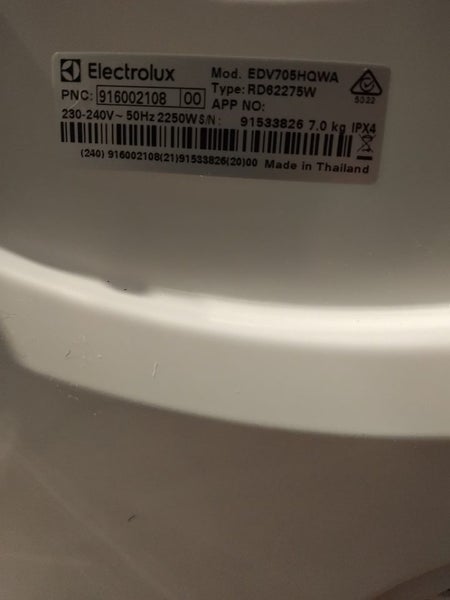 Electrolux
Mod. EDV705HQWA
Type: RD62275W
PNC: 916002108 00
APP NO:
5322
230-240V~ 50Hz 2250W S/N: 91533826 7.0 kg IPX4
(240) 916002108(21)91533826(20)00 Made in Thailand